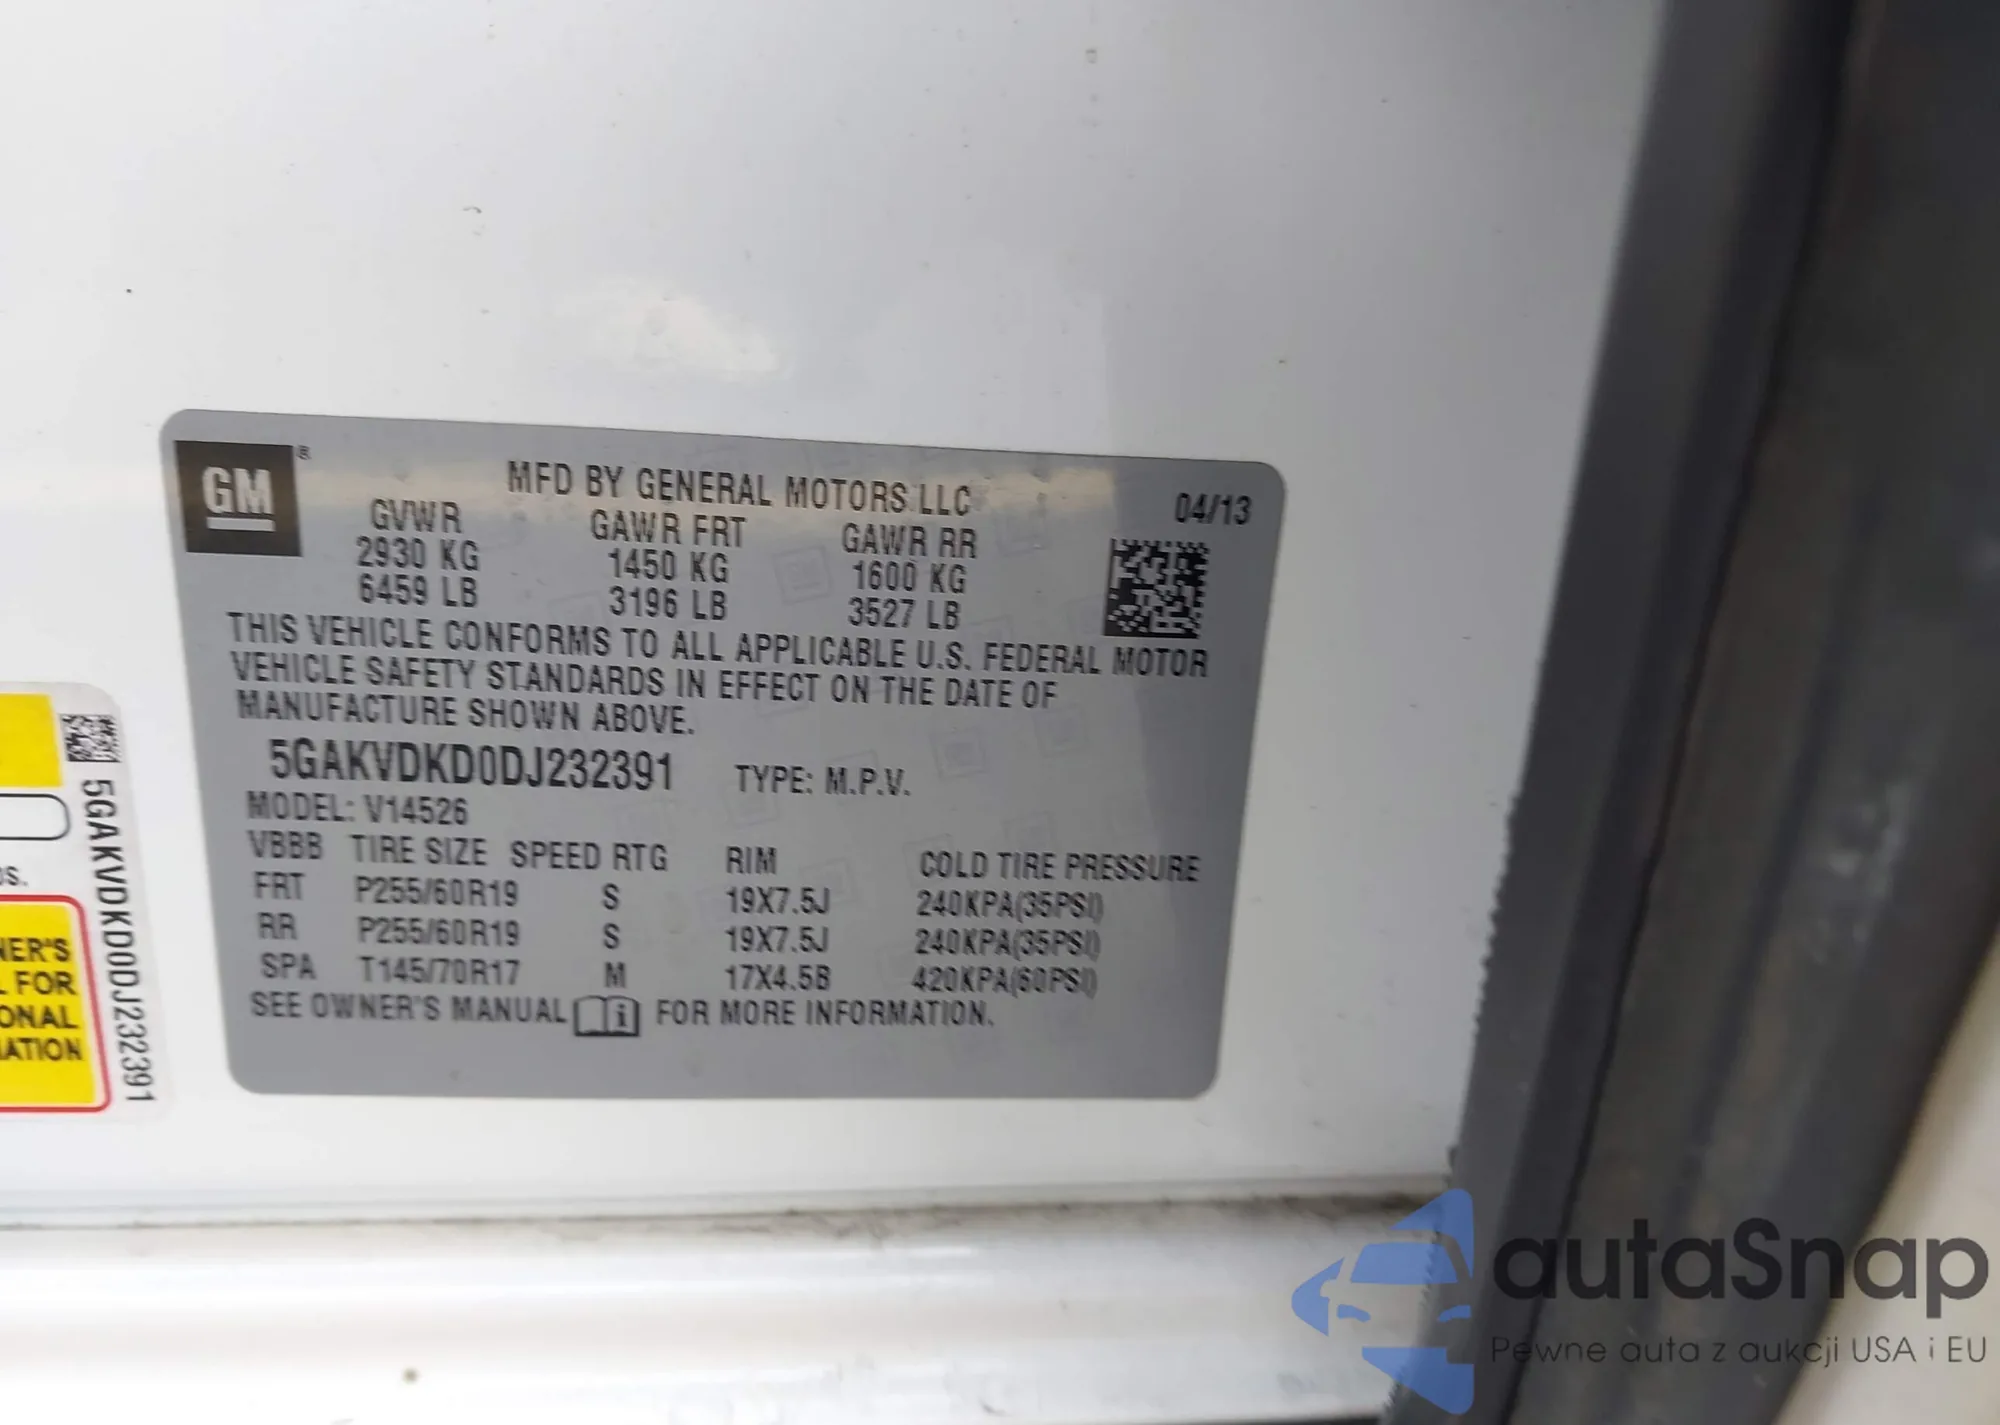 GM®
MFD BY GENERAL MOTORS LLC
04/13
GVWR GAWR FRT GAWR RR
2930 KG 1450 KG 1600 KG
6459 LB 3196 LB 3527 LB
THIS VEHICLE CONFORMS TO ALL APPLICABLE U.S. FEDERAL MOTOR
VEHICLE SAFETY STANDARDS IN EFFECT ON THE DATE OF
MANUFACTURE SHOWN ABOVE.
5GAKVDKD0DJ232391 TYPE: M.P.V.
MODEL: V14526
VBBB TIRE SIZE SPEED RTG RIM COLD TIRE PRESSURE
FRT P255/60R19 S 19X7.5J 240KPA(35PSI)
RR P255/60R19 S 19X7.5J 240KPA(35PSI)
SPA T145/70R17 M 17X4.5B 420KPA(60PSI)
SEE OWNER'S MANUAL i FOR MORE INFORMATION.
5GAKVDKD0DJ232391
NER'S
FOR
ONAL
ATION
autaSnap
Pewne auta z aukcji USA i EU